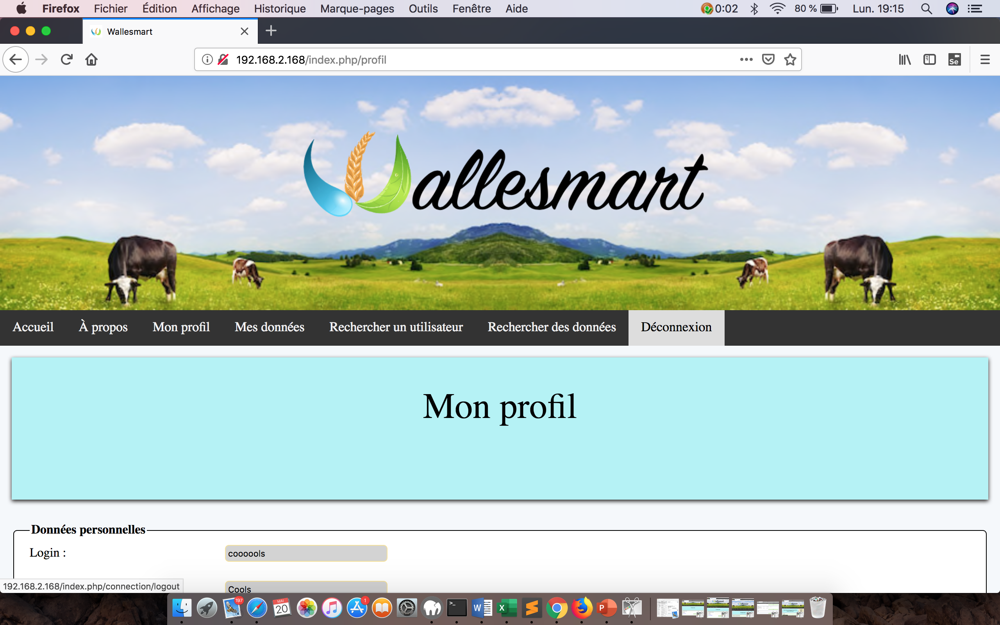 Firefox Fichier Édition Affichage Historique Marque-pages Outils Fenêtre Aide 0:02 80 % Lun. 19:15
Wallesmart
192.168.2.168/index.php/profil
Se
Wallesmart
Accueil À propos Mon profil Mes données Rechercher un utilisateur Rechercher des données Déconnexion
Mon profil
Données personnelles
Login : coooools
Cools
192.168.2.168/index.php/connection/logout
197 MAI 20 1 >_ W X P